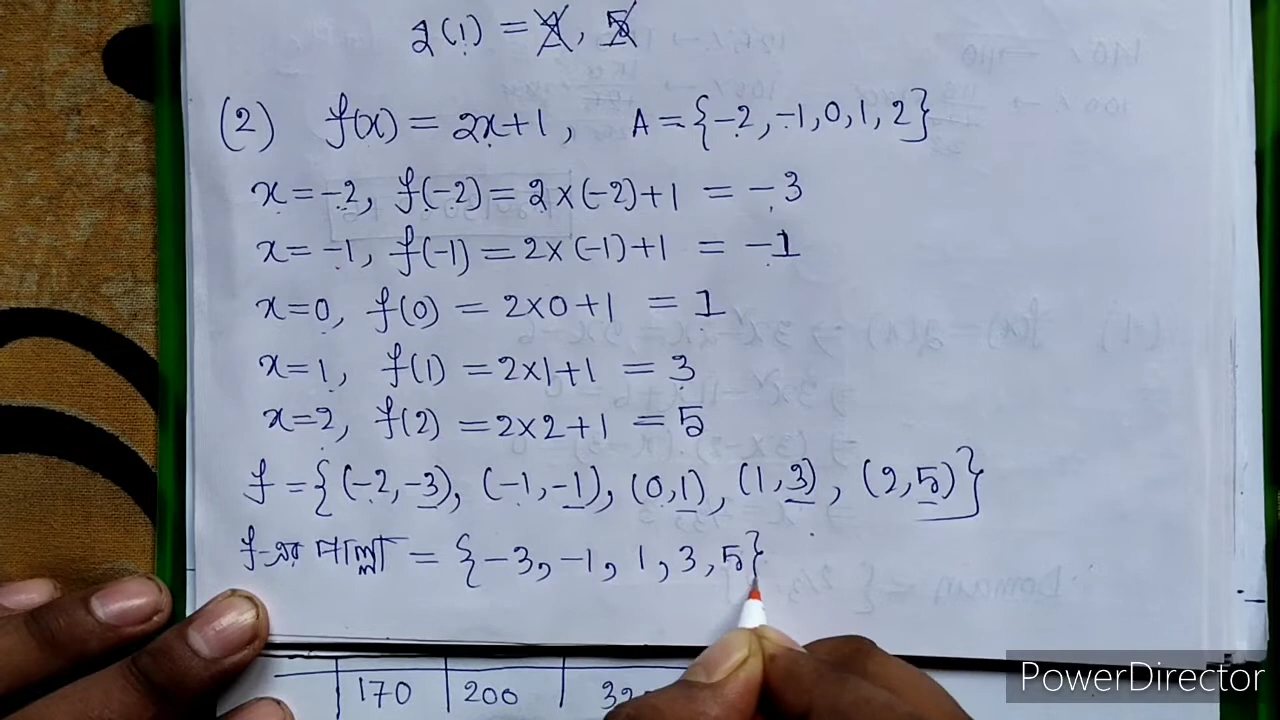 2(1) = 2, 5
(2) f(x) = 2x+1, A = {-2, -1, 0, 1, 2}
x = -2, f(-2) = 2×(-2)+1 = -3
x = -1, f(-1) = 2×(-1)+1 = -1
x=0, f(0) = 2×0+1 = 1
x=1, f(1) = 2×1+1 = 3
x=2, f(2) = 2×2+1 = 5
f = {(-2,-3), (-1,-1), (0,1), (1,3), (2,5)}
f-এর পাল্লা = {-3, -1, 1, 3, 5}
170 200
PowerDirector